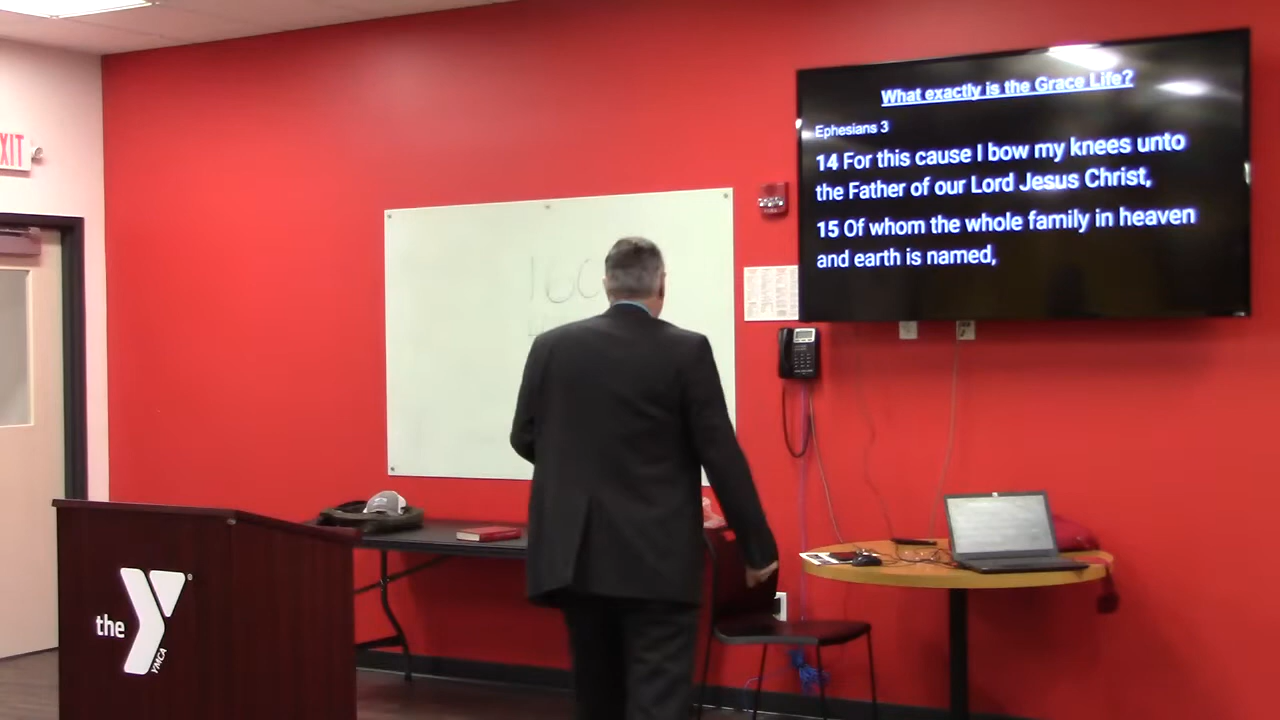 EXIT
What exactly is the Grace Life?
Ephesians 3
14 For this cause I bow my knees unto
the Father of our Lord Jesus Christ,
15 Of whom the whole family in heaven
and earth is named,
the
YMCA